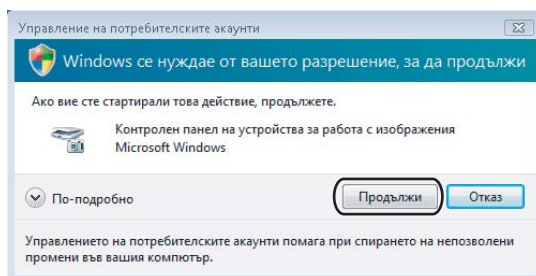 Управление на потребителските акаунти
Windows се нуждае от вашето разрешение, за да продължи
Ако вие сте стартирали това действие, продължете.
Контролен панел на устройства за работа с изображения
Microsoft Windows
По-подробно
Продължи
Отказ
Управлението на потребителските акаунти помага при спирането на непозволени
промени във вашия компютър.